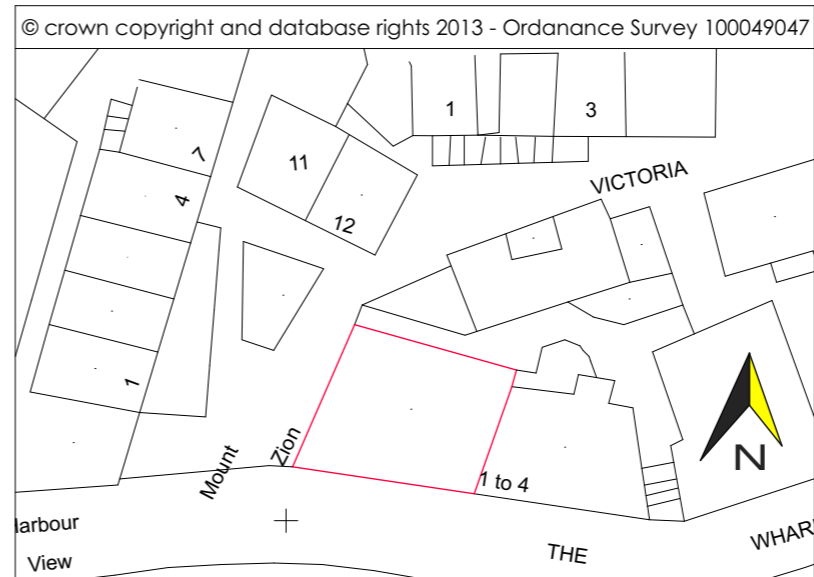 © crown copyright and database rights 2013 - Ordanance Survey 100049047
1
3
7
11
4
12
VICTORIA
1
Mount Zion
1 to 4
N
Harbour
View
THE
WHARF